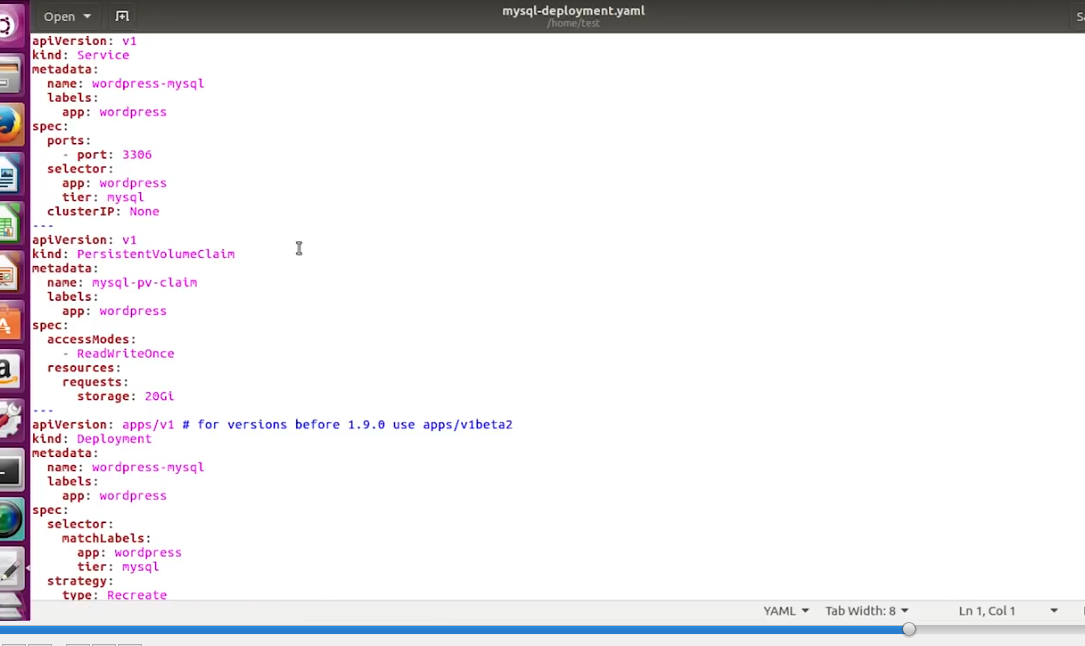 Open
mysql-deployment.yaml
/home/test
apiVersion: v1
kind: Service
metadata:
  name: wordpress-mysql
  labels:
    app: wordpress
spec:
  ports:
    - port: 3306
  selector:
    app: wordpress
    tier: mysql
  clusterIP: None
---
apiVersion: v1
kind: PersistentVolumeClaim
metadata:
  name: mysql-pv-claim
  labels:
    app: wordpress
spec:
  accessModes:
    - ReadWriteOnce
  resources:
    requests:
      storage: 20Gi
---
apiVersion: apps/v1 # for versions before 1.9.0 use apps/v1beta2
kind: Deployment
metadata:
  name: wordpress-mysql
  labels:
    app: wordpress
spec:
  selector:
    matchLabels:
      app: wordpress
      tier: mysql
  strategy:
    type: Recreate
YAML Tab Width: 8 Ln 1, Col 1